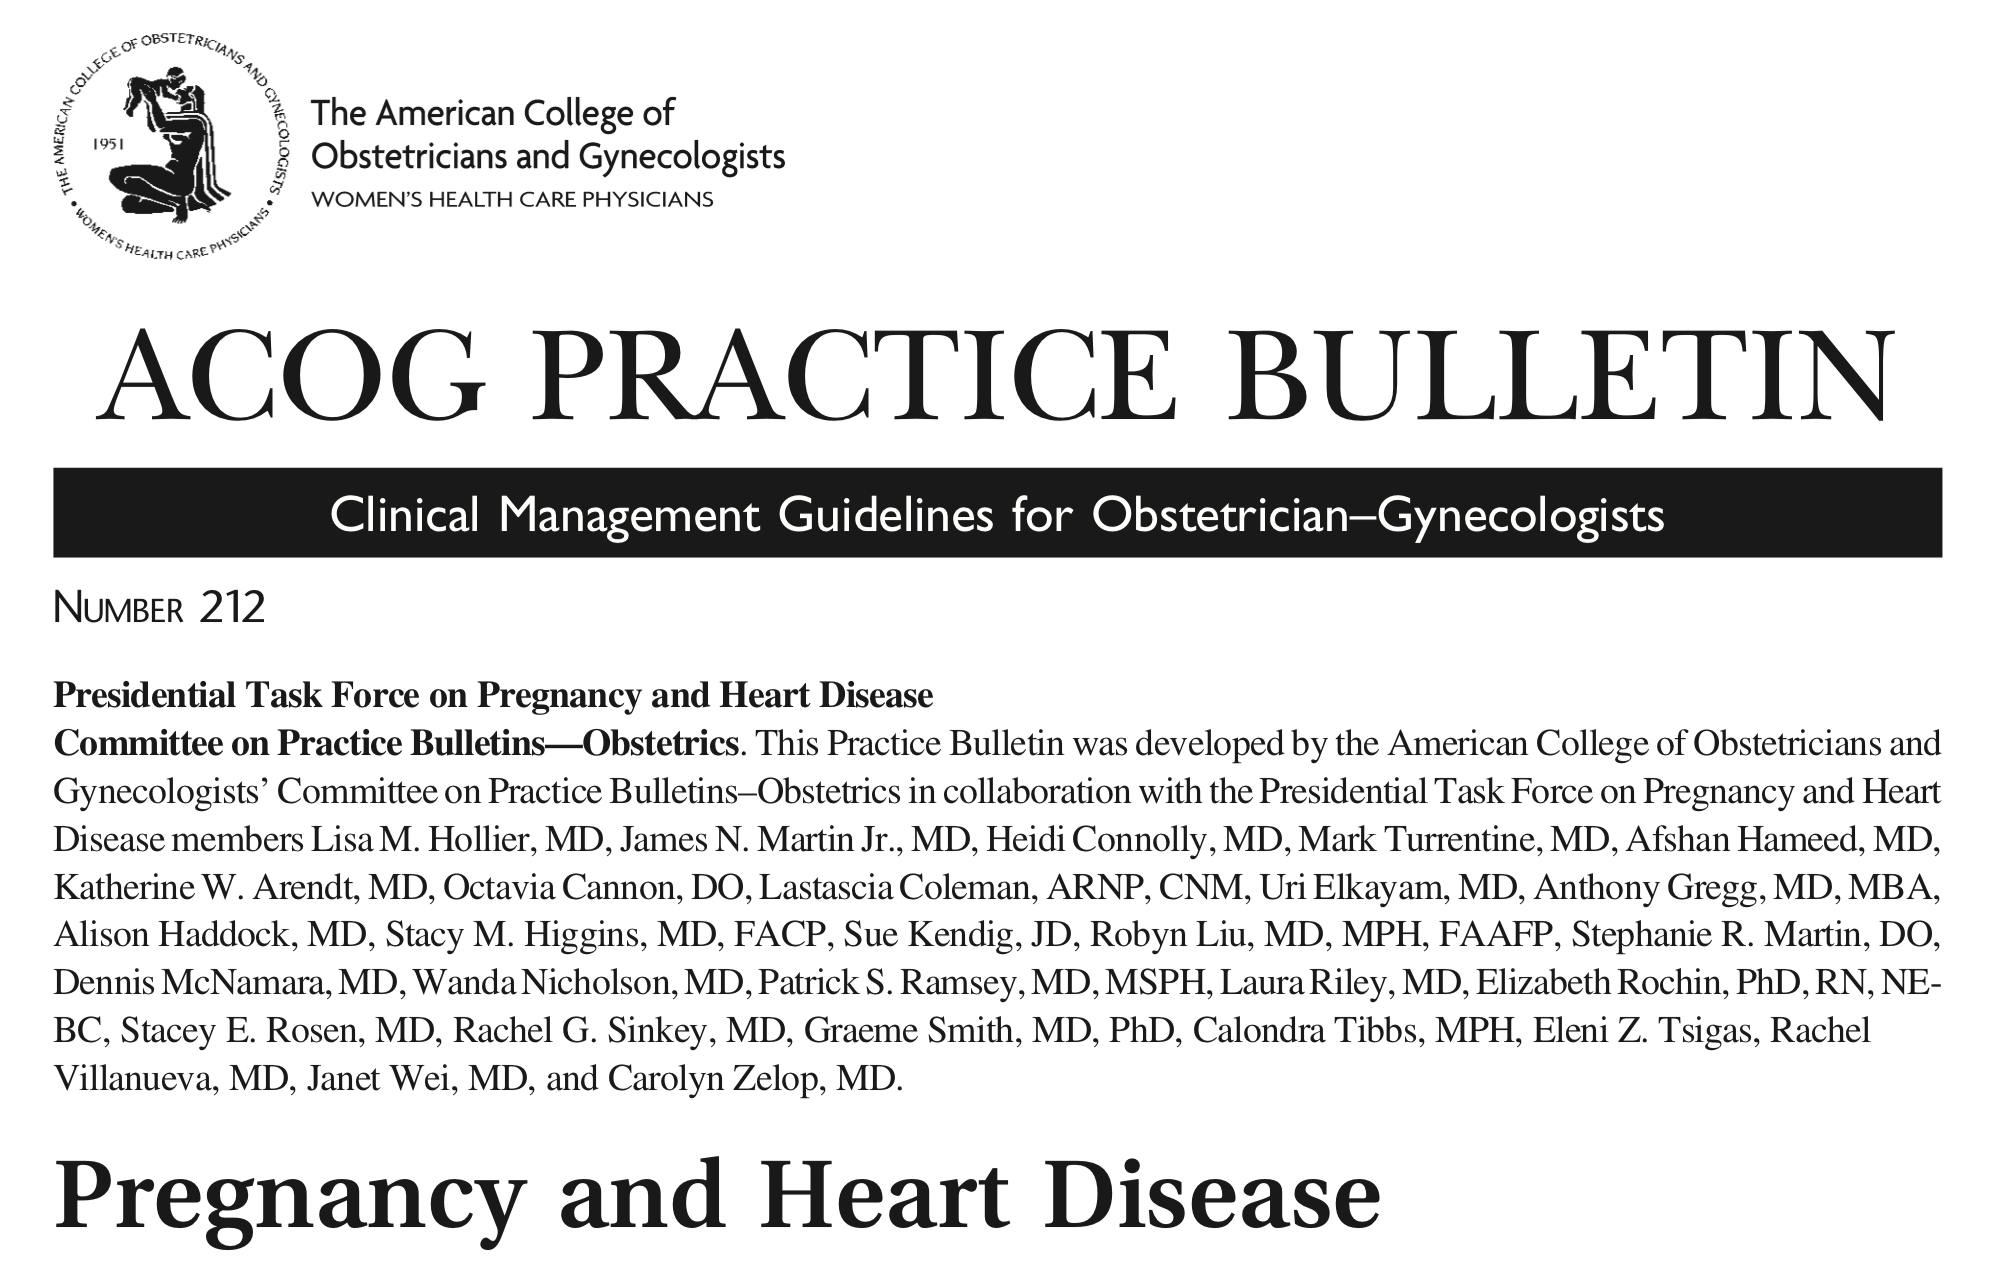 THE AMERICAN COLLEGE OF OBSTETRICIANS AND GYNECOLOGISTS
• WOMEN'S HEALTH CARE PHYSICIANS •
1951
The American College of
Obstetricians and Gynecologists
WOMEN'S HEALTH CARE PHYSICIANS
ACOG PRACTICE BULLETIN
Clinical Management Guidelines for Obstetrician–Gynecologists
NUMBER 212
Presidential Task Force on Pregnancy and Heart Disease
Committee on Practice Bulletins—Obstetrics. This Practice Bulletin was developed by the American College of Obstetricians and
Gynecologists' Committee on Practice Bulletins–Obstetrics in collaboration with the Presidential Task Force on Pregnancy and Heart
Disease members Lisa M. Hollier, MD, James N. Martin Jr., MD, Heidi Connolly, MD, Mark Turrentine, MD, Afshan Hameed, MD,
Katherine W. Arendt, MD, Octavia Cannon, DO, Lastascia Coleman, ARNP, CNM, Uri Elkayam, MD, Anthony Gregg, MD, MBA,
Alison Haddock, MD, Stacy M. Higgins, MD, FACP, Sue Kendig, JD, Robyn Liu, MD, MPH, FAAFP, Stephanie R. Martin, DO,
Dennis McNamara, MD, Wanda Nicholson, MD, Patrick S. Ramsey, MD, MSPH, Laura Riley, MD, Elizabeth Rochin, PhD, RN, NE-
BC, Stacey E. Rosen, MD, Rachel G. Sinkey, MD, Graeme Smith, MD, PhD, Calondra Tibbs, MPH, Eleni Z. Tsigas, Rachel
Villanueva, MD, Janet Wei, MD, and Carolyn Zelop, MD.
Pregnancy and Heart Disease